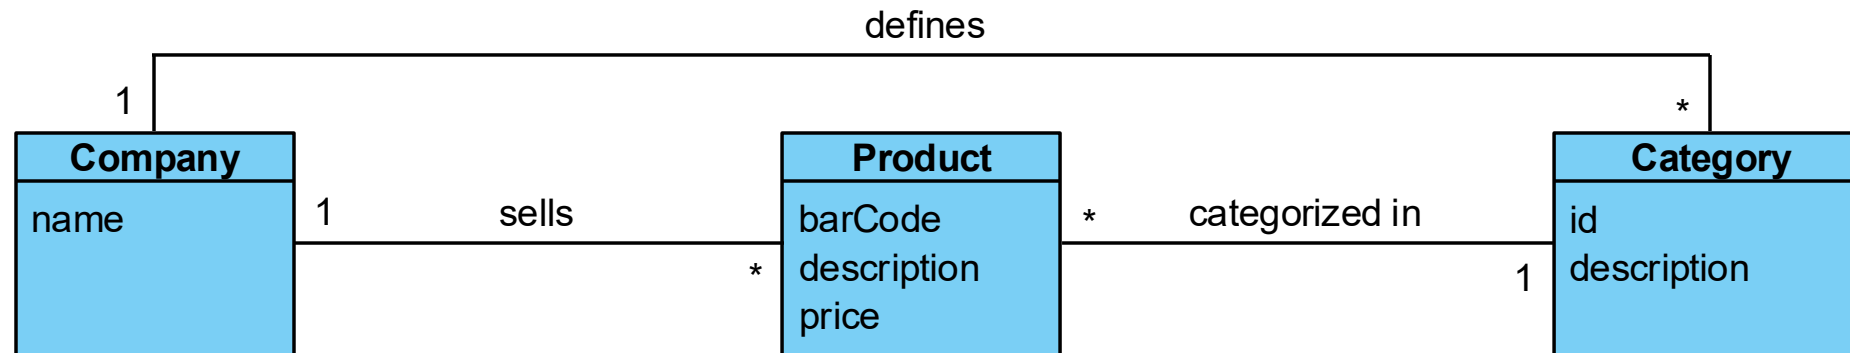 defines
1
*
Company
Product
Category
name
1
sells
*
barCode
description
price
*
categorized in
1
id
description